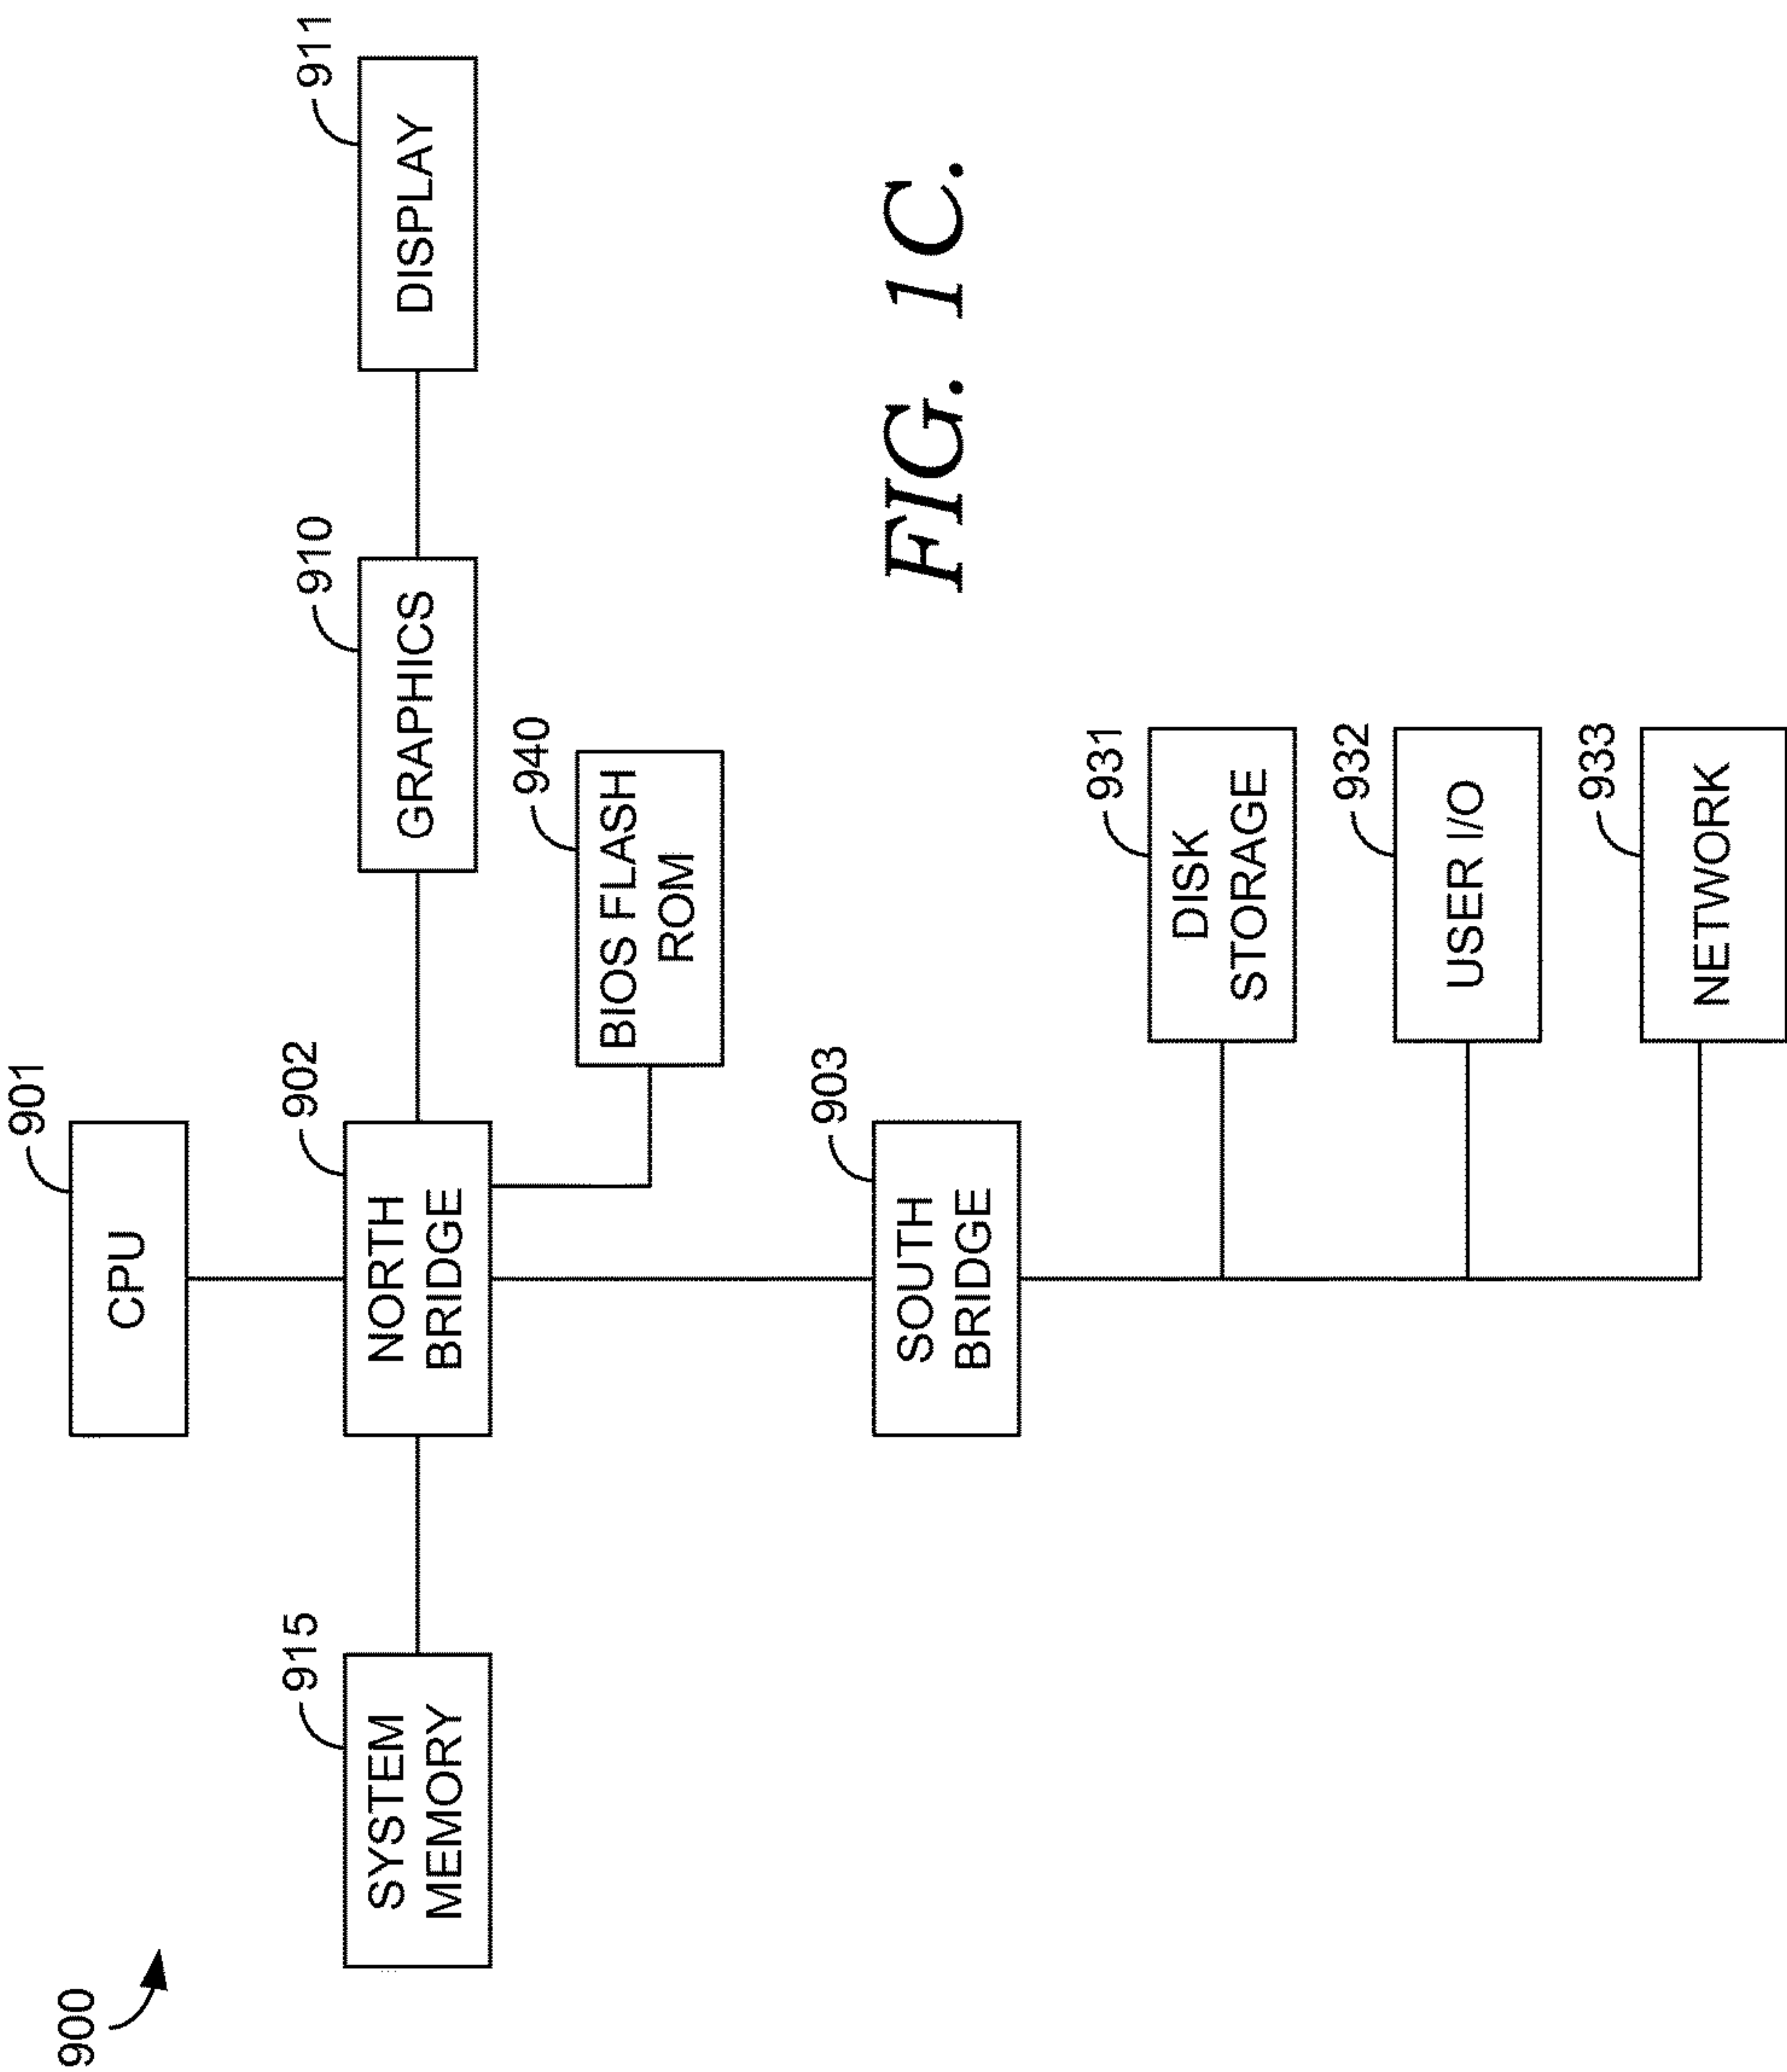 900
901
CPU
915
SYSTEM
MEMORY
902
NORTH
BRIDGE
910
GRAPHICS
911
DISPLAY
940
BIOS FLASH
ROM
903
SOUTH
BRIDGE
931
DISK
STORAGE
932
USER I/O
933
NETWORK
FIG. 1C.